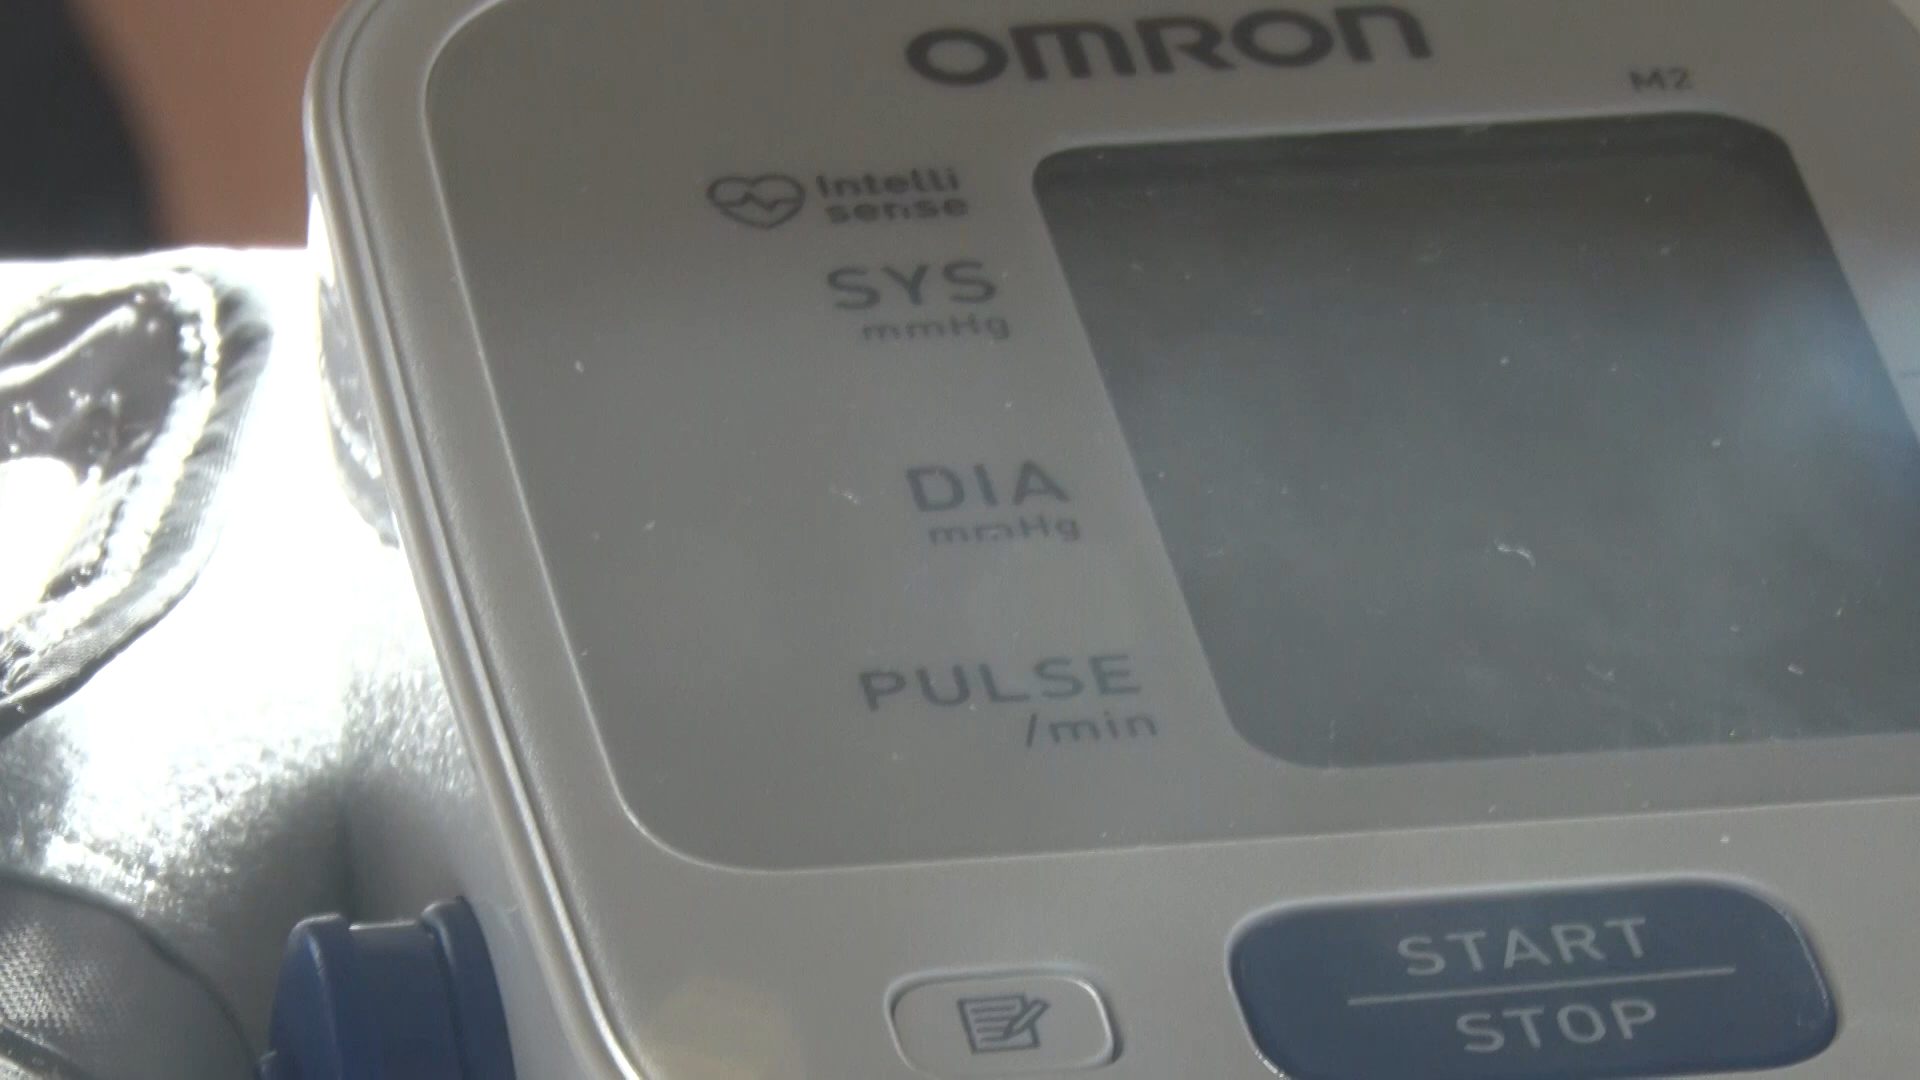 OMRON
M2
Intelli
sense
SYS
mmHg
DIA
mmHg
PULSE
/min
START
STOP